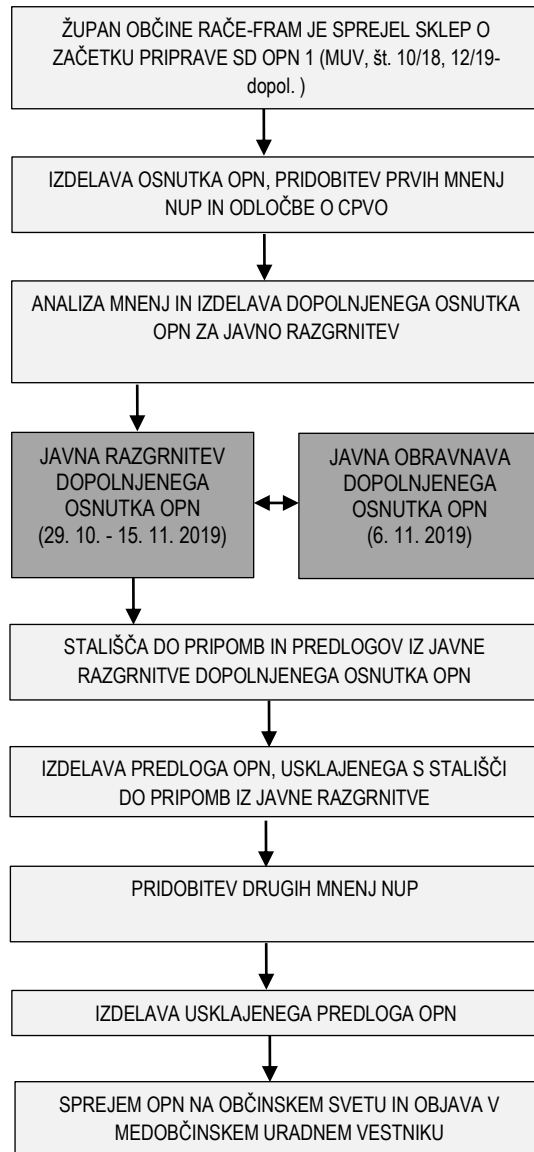 ŽUPAN OBČINE RAČE-FRAM JE SPREJEL SKLEP O
ZAČETKU PRIPRAVE SD OPN 1 (MUV, št. 10/18, 12/19-
dopol. )
IZDELAVA OSNUTKA OPN, PRIDOBITEV PRVIH MNENJ
NUP IN ODLOČBE O CPVO
ANALIZA MNENJ IN IZDELAVA DOPOLNJENEGA OSNUTKA
OPN ZA JAVNO RAZGRNITEV
JAVNA RAZGRNITEV
DOPOLNJENEGA
OSNUTKA OPN
(29. 10. - 15. 11. 2019)
JAVNA OBRAVNAVA
DOPOLNJENEGA
OSNUTKA OPN
(6. 11. 2019)
STALIŠČA DO PRIPOMB IN PREDLOGOV IZ JAVNE
RAZGRNITVE DOPOLNJENEGA OSNUTKA OPN
IZDELAVA PREDLOGA OPN, USKLAJENEGA S STALIŠČI
DO PRIPOMB IZ JAVNE RAZGRNITVE
PRIDOBITEV DRUGIH MNENJ NUP
IZDELAVA USKLAJENEGA PREDLOGA OPN
SPREJEM OPN NA OBČINSKEM SVETU IN OBJAVA V
MEDOBČINSKEM URADNEM VESTNIKU